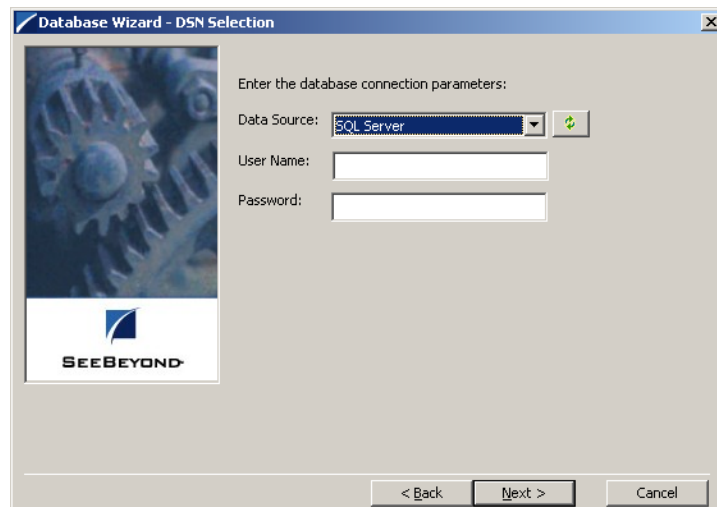 Database Wizard - DSN Selection
Enter the database connection parameters:
Data Source: SQL Server
User Name:
Password:
SEEBEYOND
< Back Next > Cancel